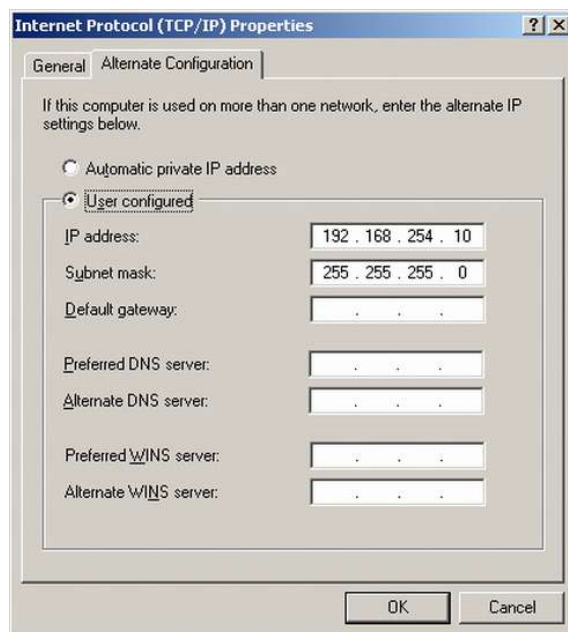 Internet Protocol (TCP/IP) Properties
General Alternate Configuration
If this computer is used on more than one network, enter the alternate IP
settings below.
Automatic private IP address
User configured
IP address: 192 . 168 . 254 . 10
Subnet mask: 255 . 255 . 255 . 0
Default gateway: . . .
Preferred DNS server: . . .
Alternate DNS server: . . .
Preferred WINS server: . . .
Alternate WINS server: . . .
OK Cancel